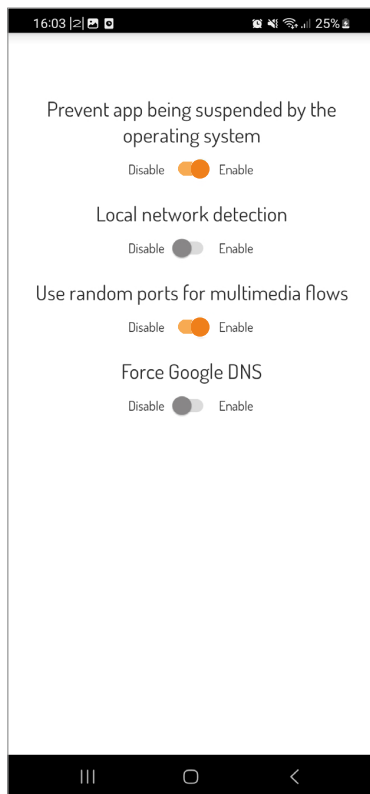 16:03 |2| 25%
Prevent app being suspended by the
operating system
Disable Enable
Local network detection
Disable Enable
Use random ports for multimedia flows
Disable Enable
Force Google DNS
Disable Enable